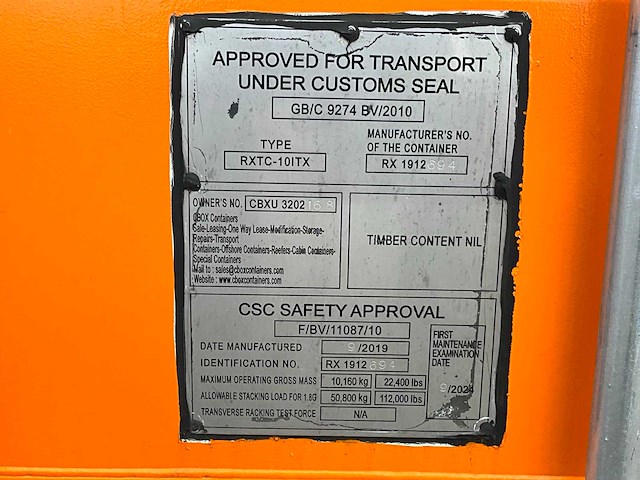 APPROVED FOR TRANSPORT
UNDER CUSTOMS SEAL
GB/C 9274 BV/2010
TYPE
RXTC-10ITX
MANUFACTURER'S NO.
OF THE CONTAINER
RX 1912694
OWNER'S NO. CBXU 3202
CBOX Containers
Sale-Leasing-One Way Lease-Modification-Storage-
Repairs-Transport
Containers-Offshore Containers-Reefers-Cabin Containers-
Special Containers
Mail to : sales@cboxcontainers.com
Website : www.cboxcontainers.com
TIMBER CONTENT NIL
CSC SAFETY APPROVAL
F/BV/11087/10
DATE MANUFACTURED 9/2019
IDENTIFICATION NO. RX 1912694
MAXIMUM OPERATING GROSS MASS 10,160 kg 22,400 lbs
ALLOWABLE STACKING LOAD FOR 1.8G 50,800 kg 112,000 lbs
TRANSVERSE RACKING TEST FORCE N/A
FIRST
MAINTENANCE
EXAMINATION
DATE
9/2024